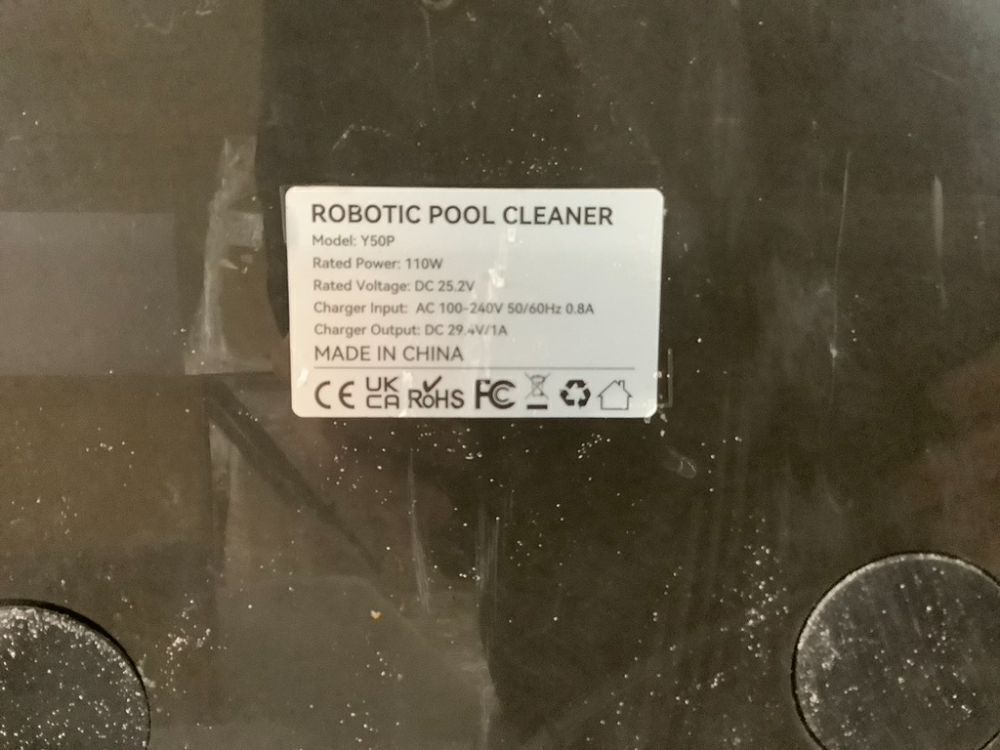 ROBOTIC POOL CLEANER
Model: Y50P
Rated Power: 110W
Rated Voltage: DC 25.2V
Charger Input: AC 100-240V 50/60Hz 0.8A
Charger Output: DC 29.4V/1A
MADE IN CHINA
CE UK CA RoHS FC